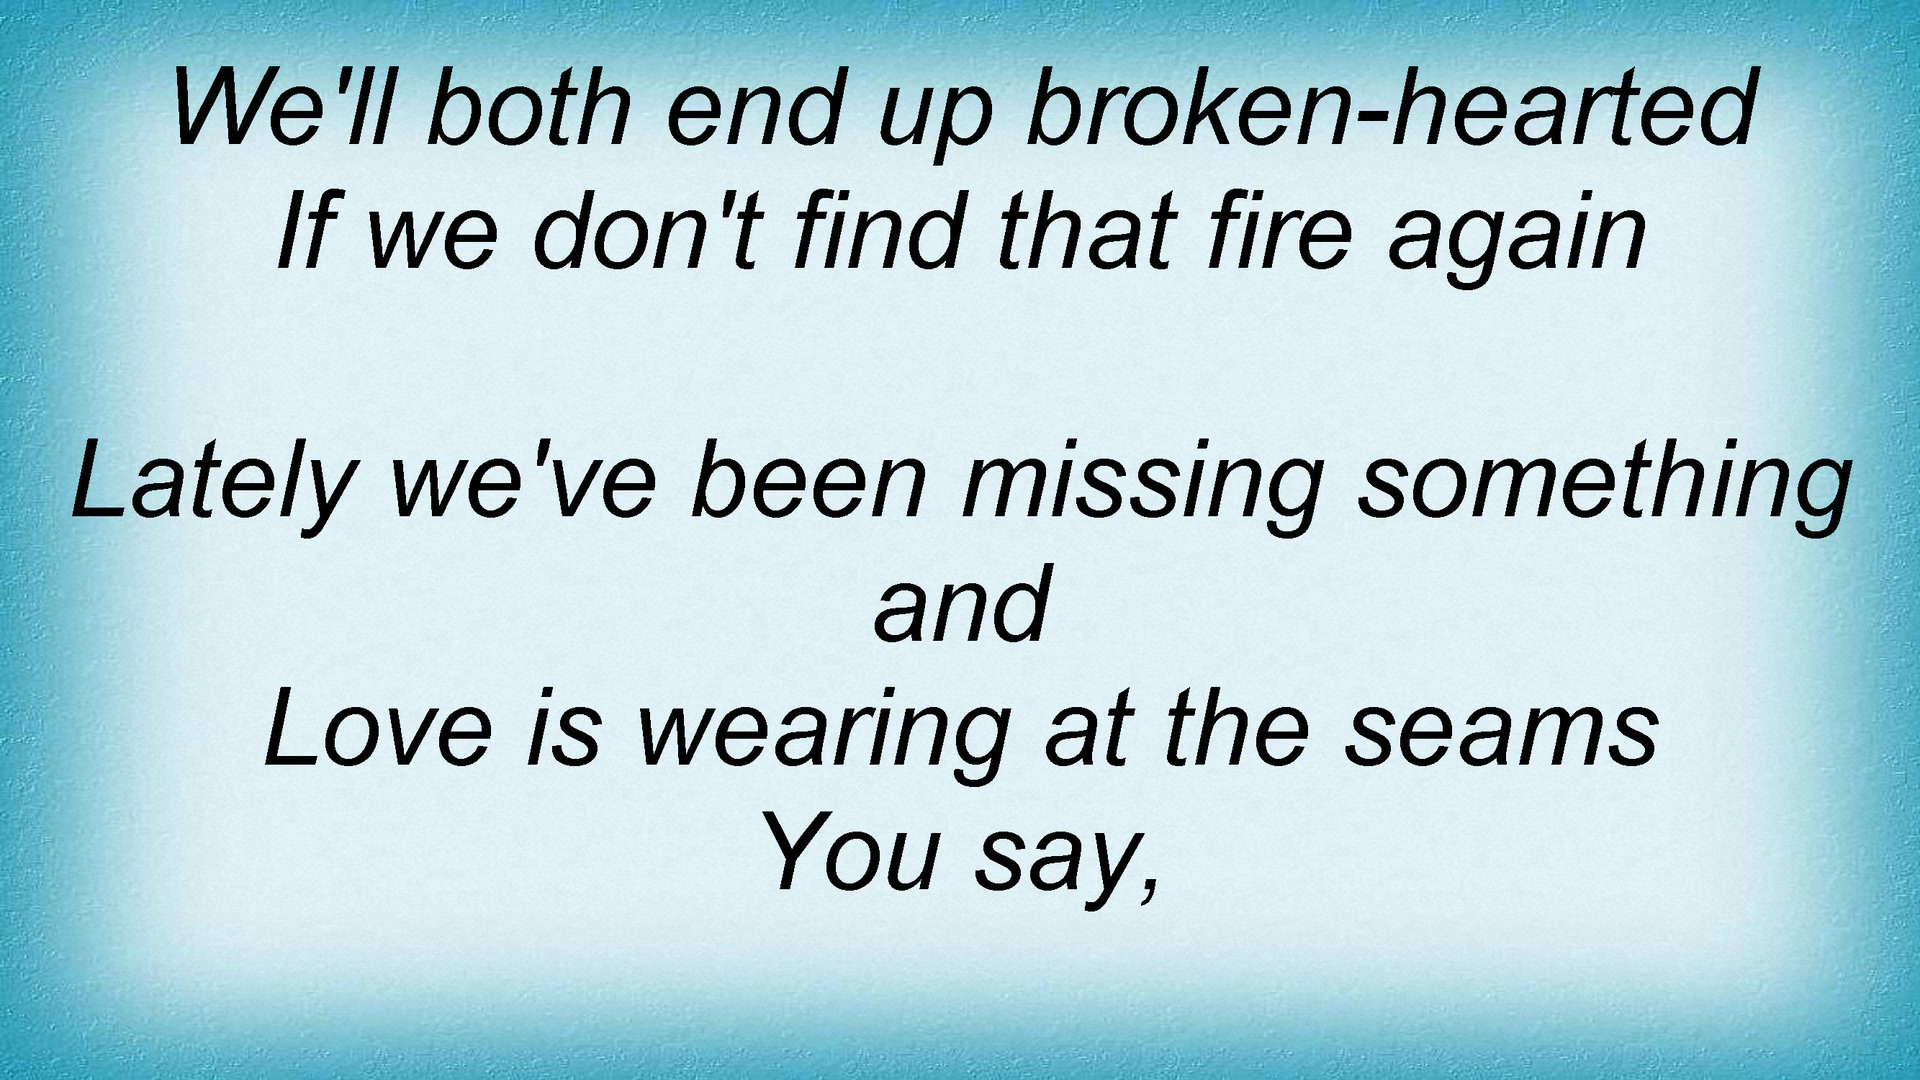 We'll both end up broken-hearted
If we don't find that fire again
Lately we've been missing something
and
Love is wearing at the seams
You say,